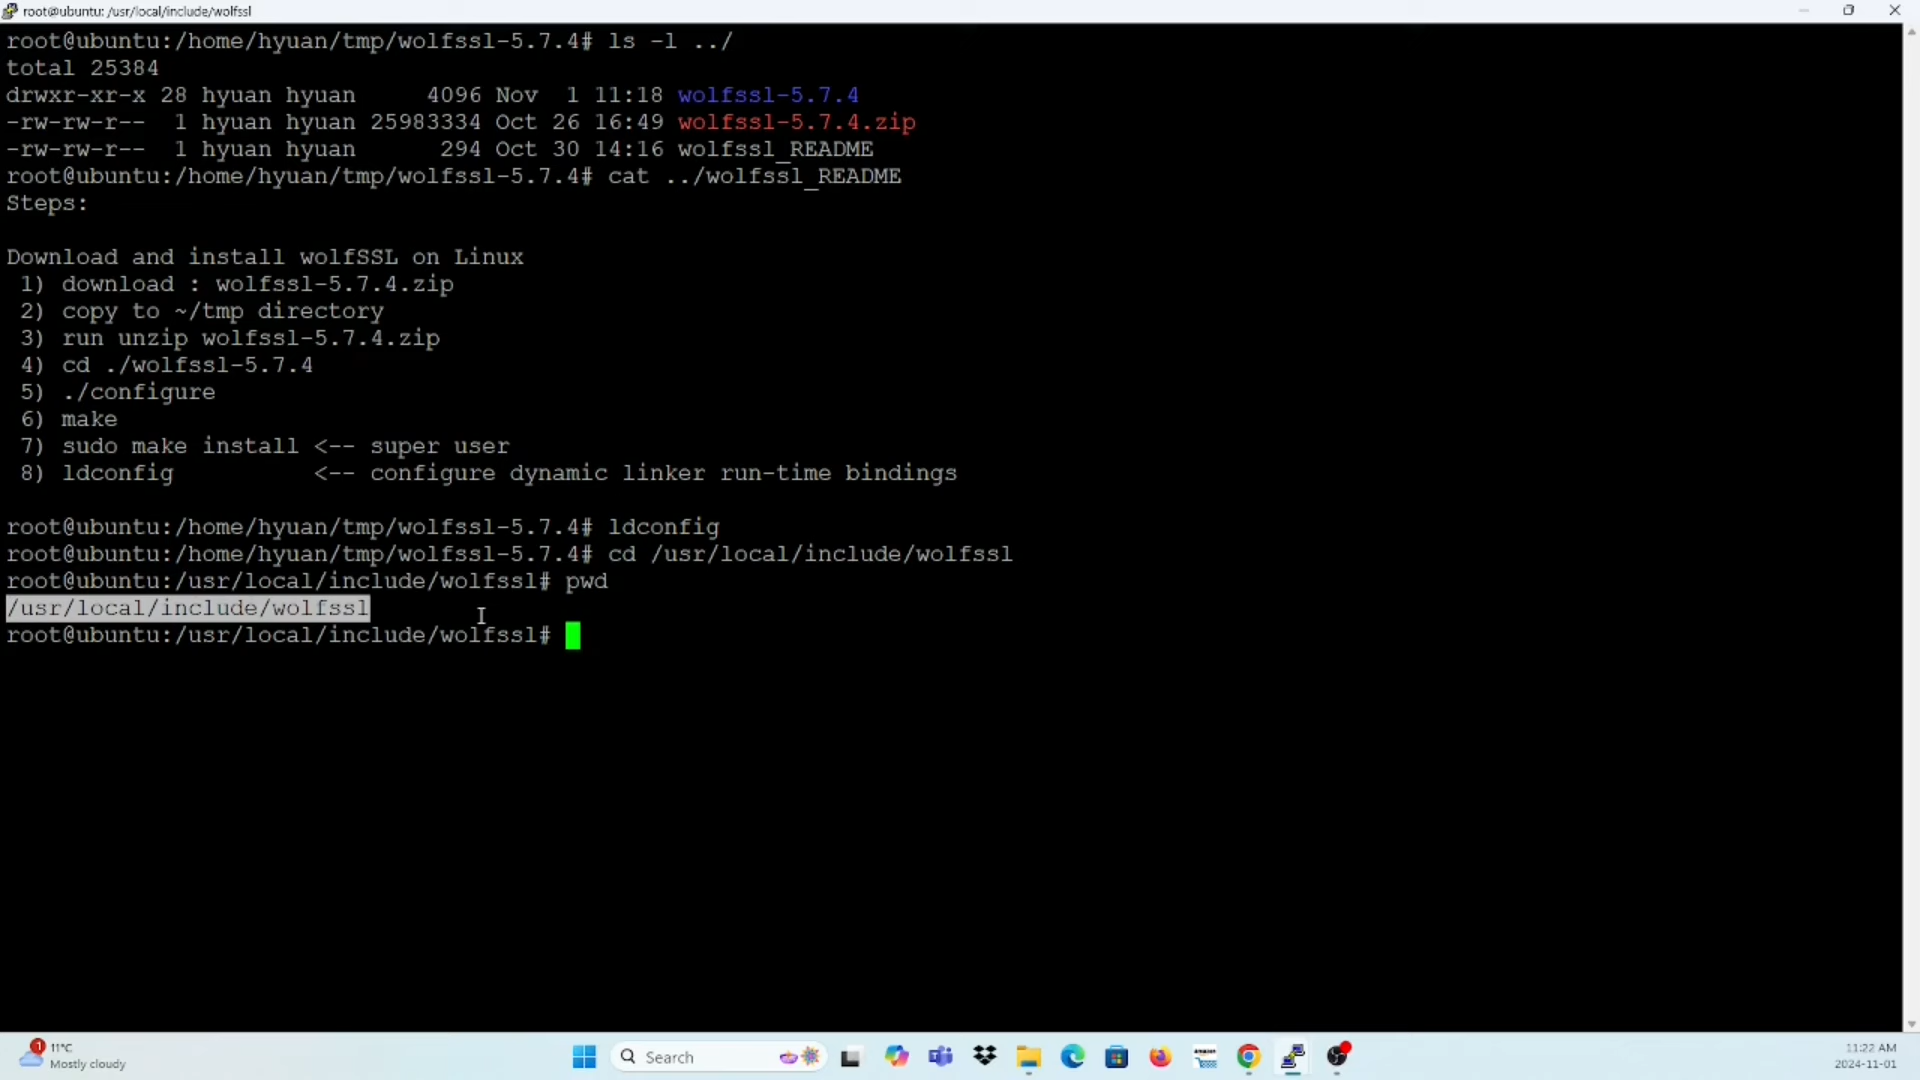 root@ubuntu: /usr/local/include/wolfssl
root@ubuntu:/home/hyuan/tmp/wolfssl-5.7.4# ls -l ../
total 25384
drwxr-xr-x 28 hyuan hyuan     4096 Nov  1 11:18 wolfssl-5.7.4
-rw-rw-r--  1 hyuan hyuan 25983334 Oct 26 16:49 wolfssl-5.7.4.zip
-rw-rw-r--  1 hyuan hyuan      294 Oct 30 14:16 wolfssl_README
root@ubuntu:/home/hyuan/tmp/wolfssl-5.7.4# cat ../wolfssl_README
Steps:
Download and install wolfSSL on Linux
 1) download : wolfssl-5.7.4.zip
 2) copy to ~/tmp directory
 3) run unzip wolfssl-5.7.4.zip
 4) cd ./wolfssl-5.7.4
 5) ./configure
 6) make
 7) sudo make install <-- super user
 8) ldconfig          <-- configure dynamic linker run-time bindings
root@ubuntu:/home/hyuan/tmp/wolfssl-5.7.4# ldconfig
root@ubuntu:/home/hyuan/tmp/wolfssl-5.7.4# cd /usr/local/include/wolfssl
root@ubuntu:/usr/local/include/wolfssl# pwd
/usr/local/include/wolfssl
root@ubuntu:/usr/local/include/wolfssl#
1
11°C
Mostly cloudy
Search
amazon
11:22 AM
2024-11-01